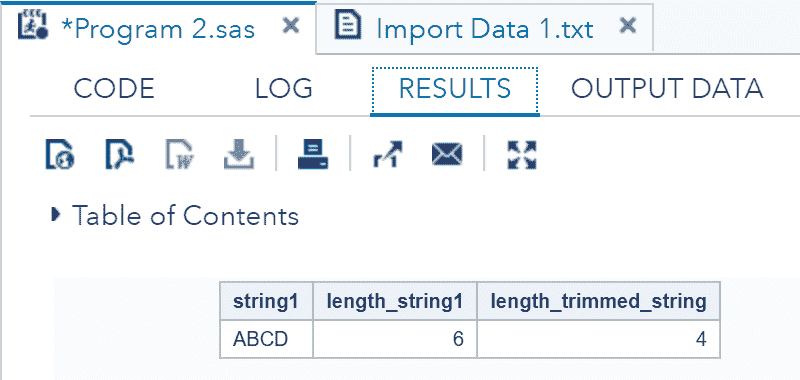 *Program 2.sas × Import Data 1.txt ×
CODE LOG RESULTS OUTPUT DATA
Table of Contents
string1 length_string1 length_trimmed_string
ABCD 6 4